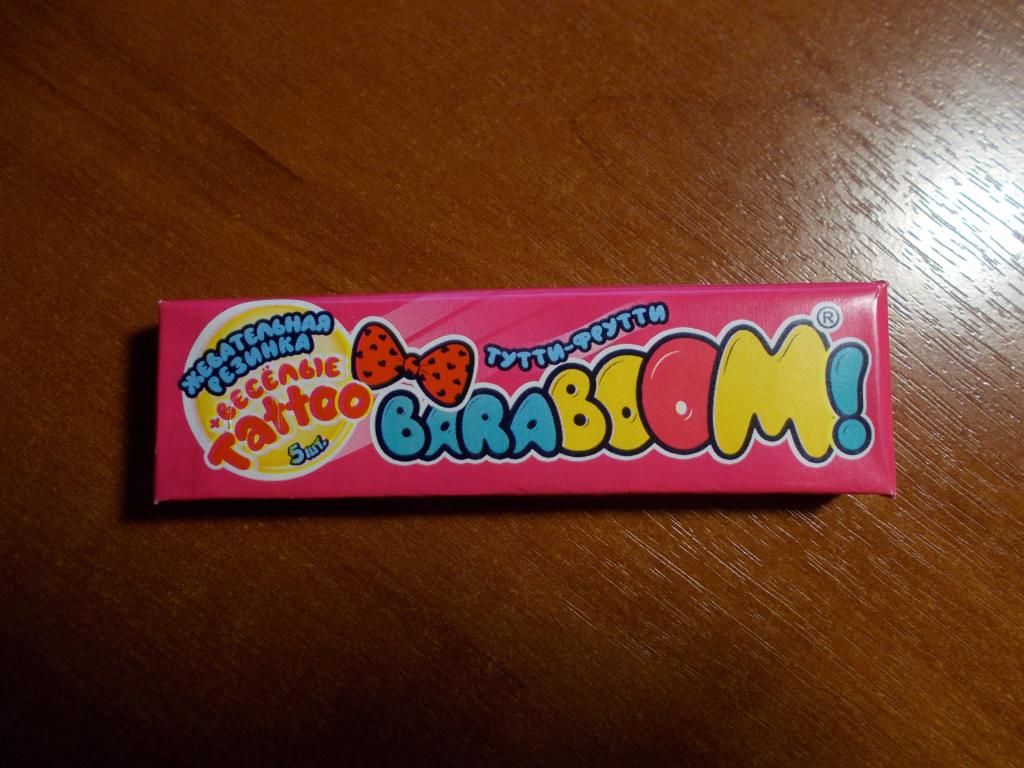 ЖЕВАТЕЛЬНАЯ
РЕЗИНКА
+ВЕСЁЛЫЕ
Tattoo
5шт.
ТУТТИ-ФРУТТИ
BARABOOM!®